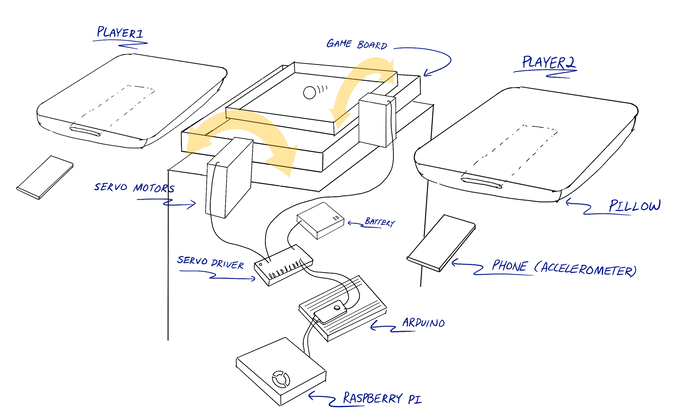 PLAYER1
GAME BOARD
PLAYER2
SERVO MOTORS
BATTERY
PILLOW
SERVO DRIVER
PHONE (ACCELEROMETER)
ARDUINO
RASPBERRY PI